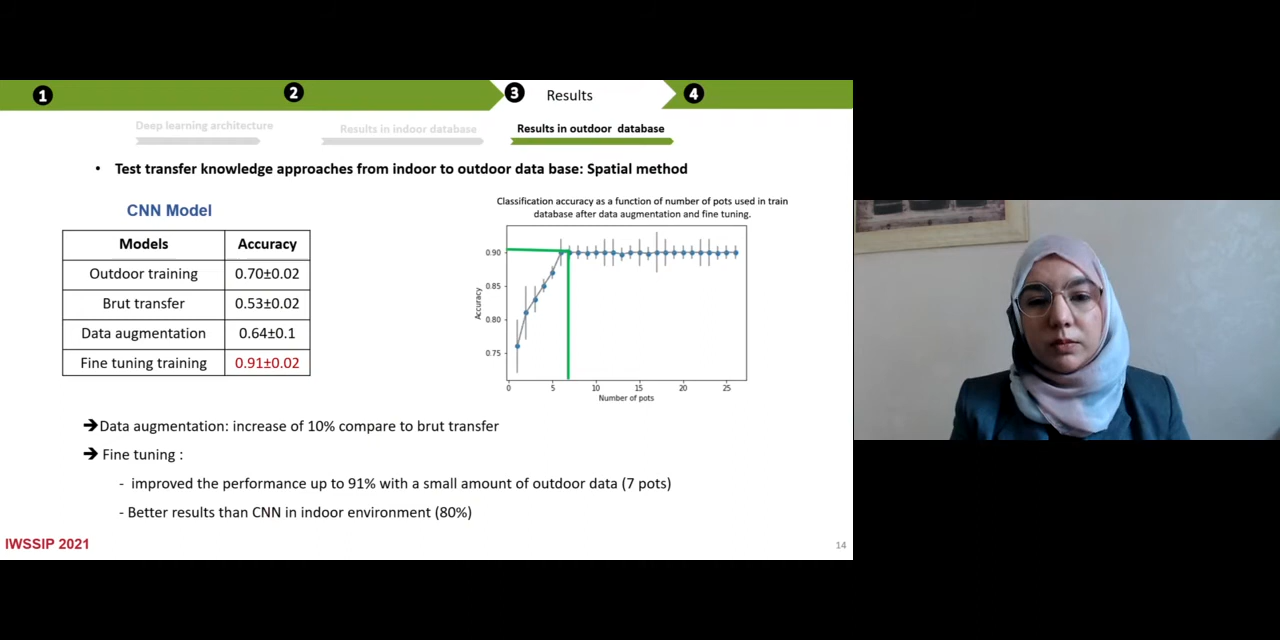 1
2
3 Results
4
Deep learning architecture
Results in indoor database
Results in outdoor database
• Test transfer knowledge approaches from indoor to outdoor data base: Spatial method
CNN Model
Models Accuracy
Outdoor training 0.70±0.02
Brut transfer 0.53±0.02
Data augmentation 0.64±0.1
Fine tuning training 0.91±0.02
Classification accuracy as a function of number of pots used in train
database after data augmentation and fine tuning.
Accuracy
0.90
0.85
0.80
0.75
0 5 10 15 20 25
Number of pots
➔Data augmentation: increase of 10% compare to brut transfer
➔ Fine tuning :
- improved the performance up to 91% with a small amount of outdoor data (7 pots)
- Better results than CNN in indoor environment (80%)
IWSSIP 2021
14